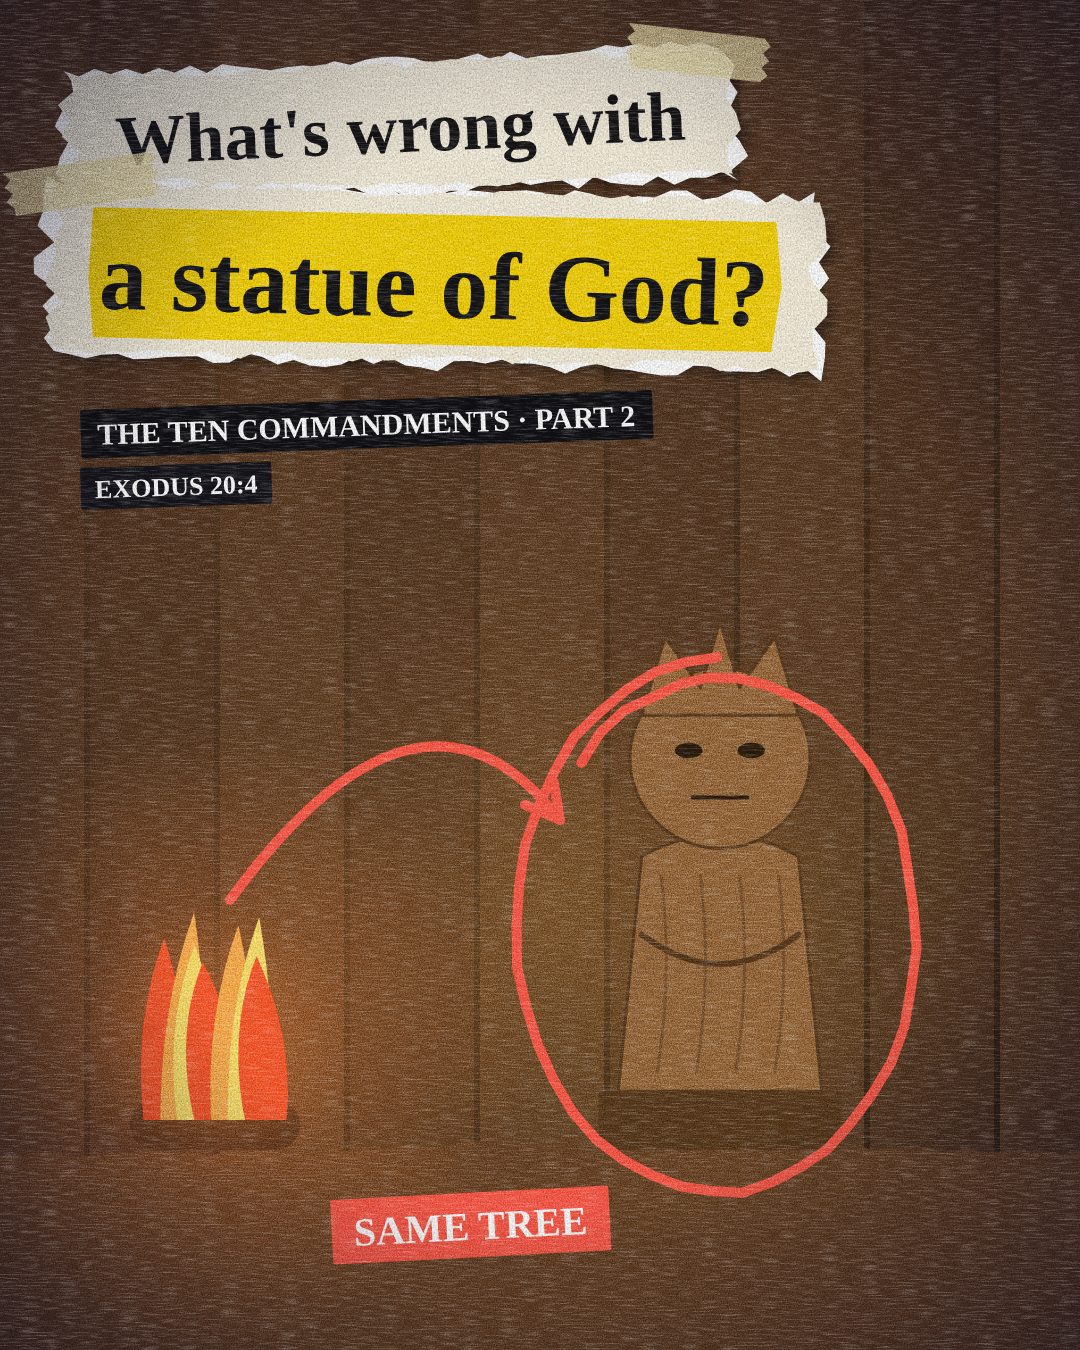 What's wrong with
a statue of God?
THE TEN COMMANDMENTS · PART 2
EXODUS 20:4
SAME TREE